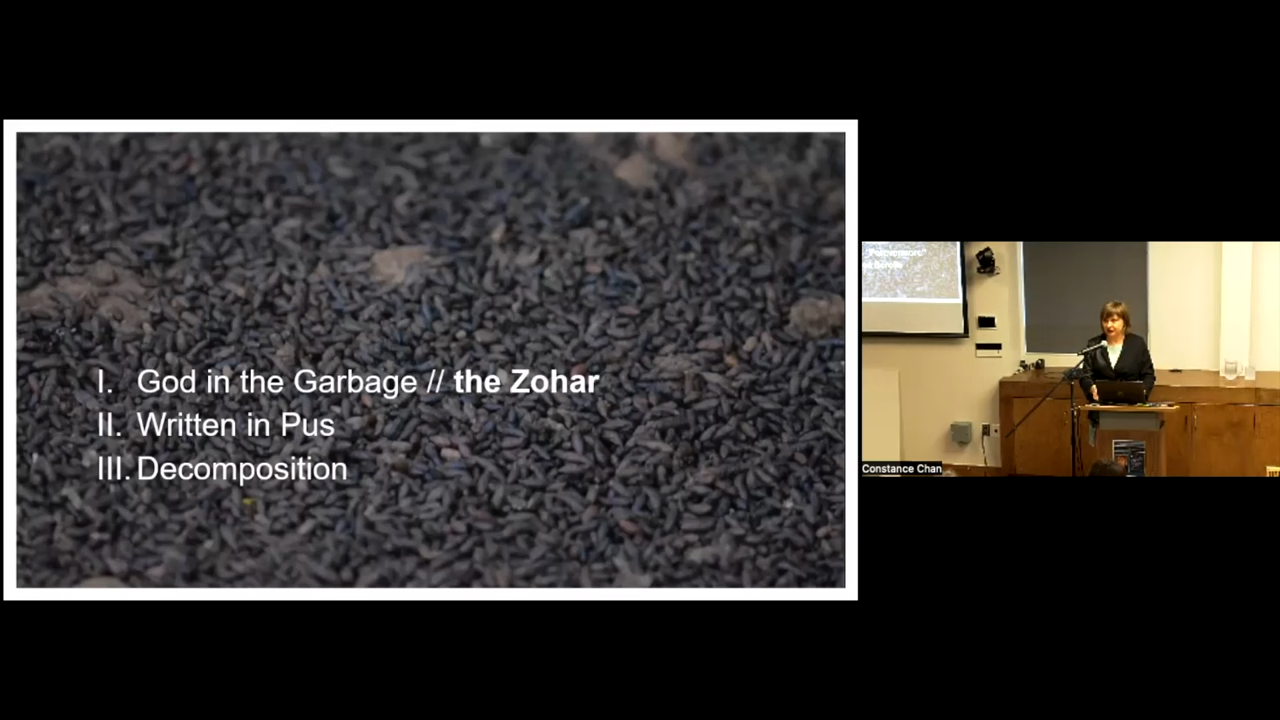 I. God in the Garbage // the Zohar
II. Written in Pus
III. Decomposition
Constance Chan